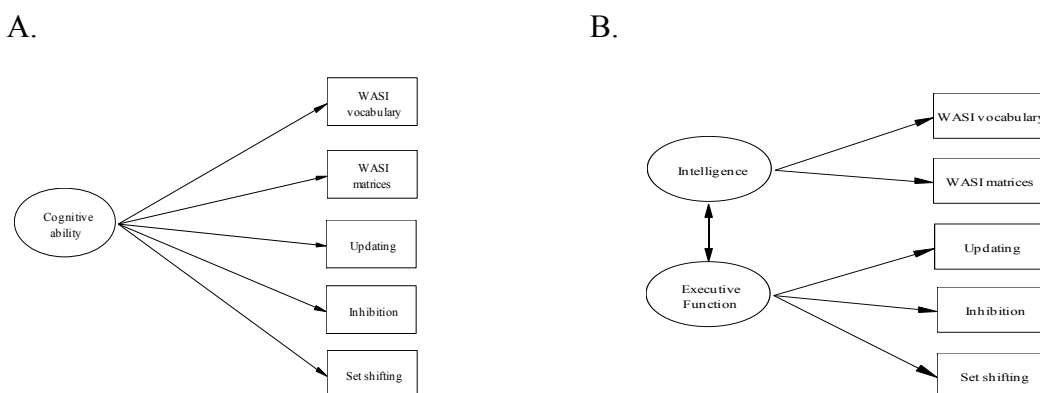 A.
WASI
vocabulary
WASI
matrices
Cognitive
ability
Updating
Inhibition
Set shifting
B.
WASI vocabulary
Intelligence
WASI matrices
Updating
Executive
Function
Inhibition
Set shifting